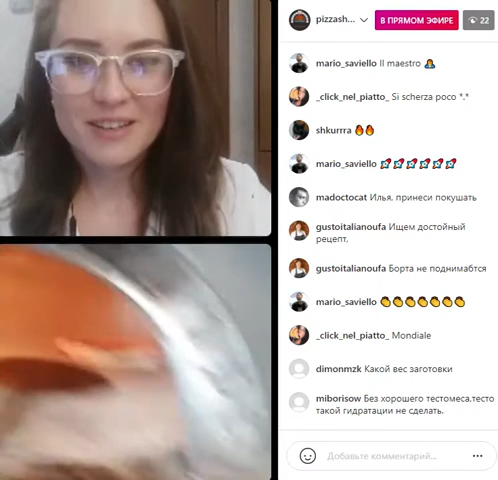 pizzash...
В ПРЯМОМ ЭФИРЕ
22
mario_saviello Il maestro
_click_nel_piatto_ Si scherza poco *.*
shkurrra
mario_saviello
madoctocat Илья, принеси покушать
gustoitalianoufa Ищем достойный
рецепт,
gustoitalianoufa Борта не поднимабтся
mario_saviello
_click_nel_piatto_ Mondiale
dimonmzk Какой вес заготовки
miborisow Без хорошего тестомеса,тесто
такой гидратации не сделать.
Добавьте комментарий...